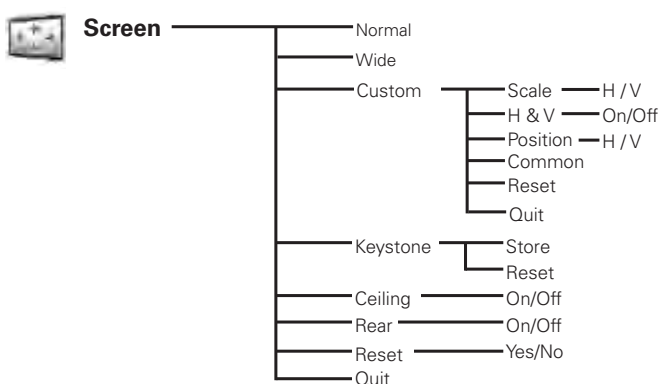 Screen Normal
Wide
Custom Scale H / V
H & V On/Off
Position H / V
Common
Reset
Quit
Keystone Store
Reset
Ceiling On/Off
Rear On/Off
Reset Yes/No
Quit